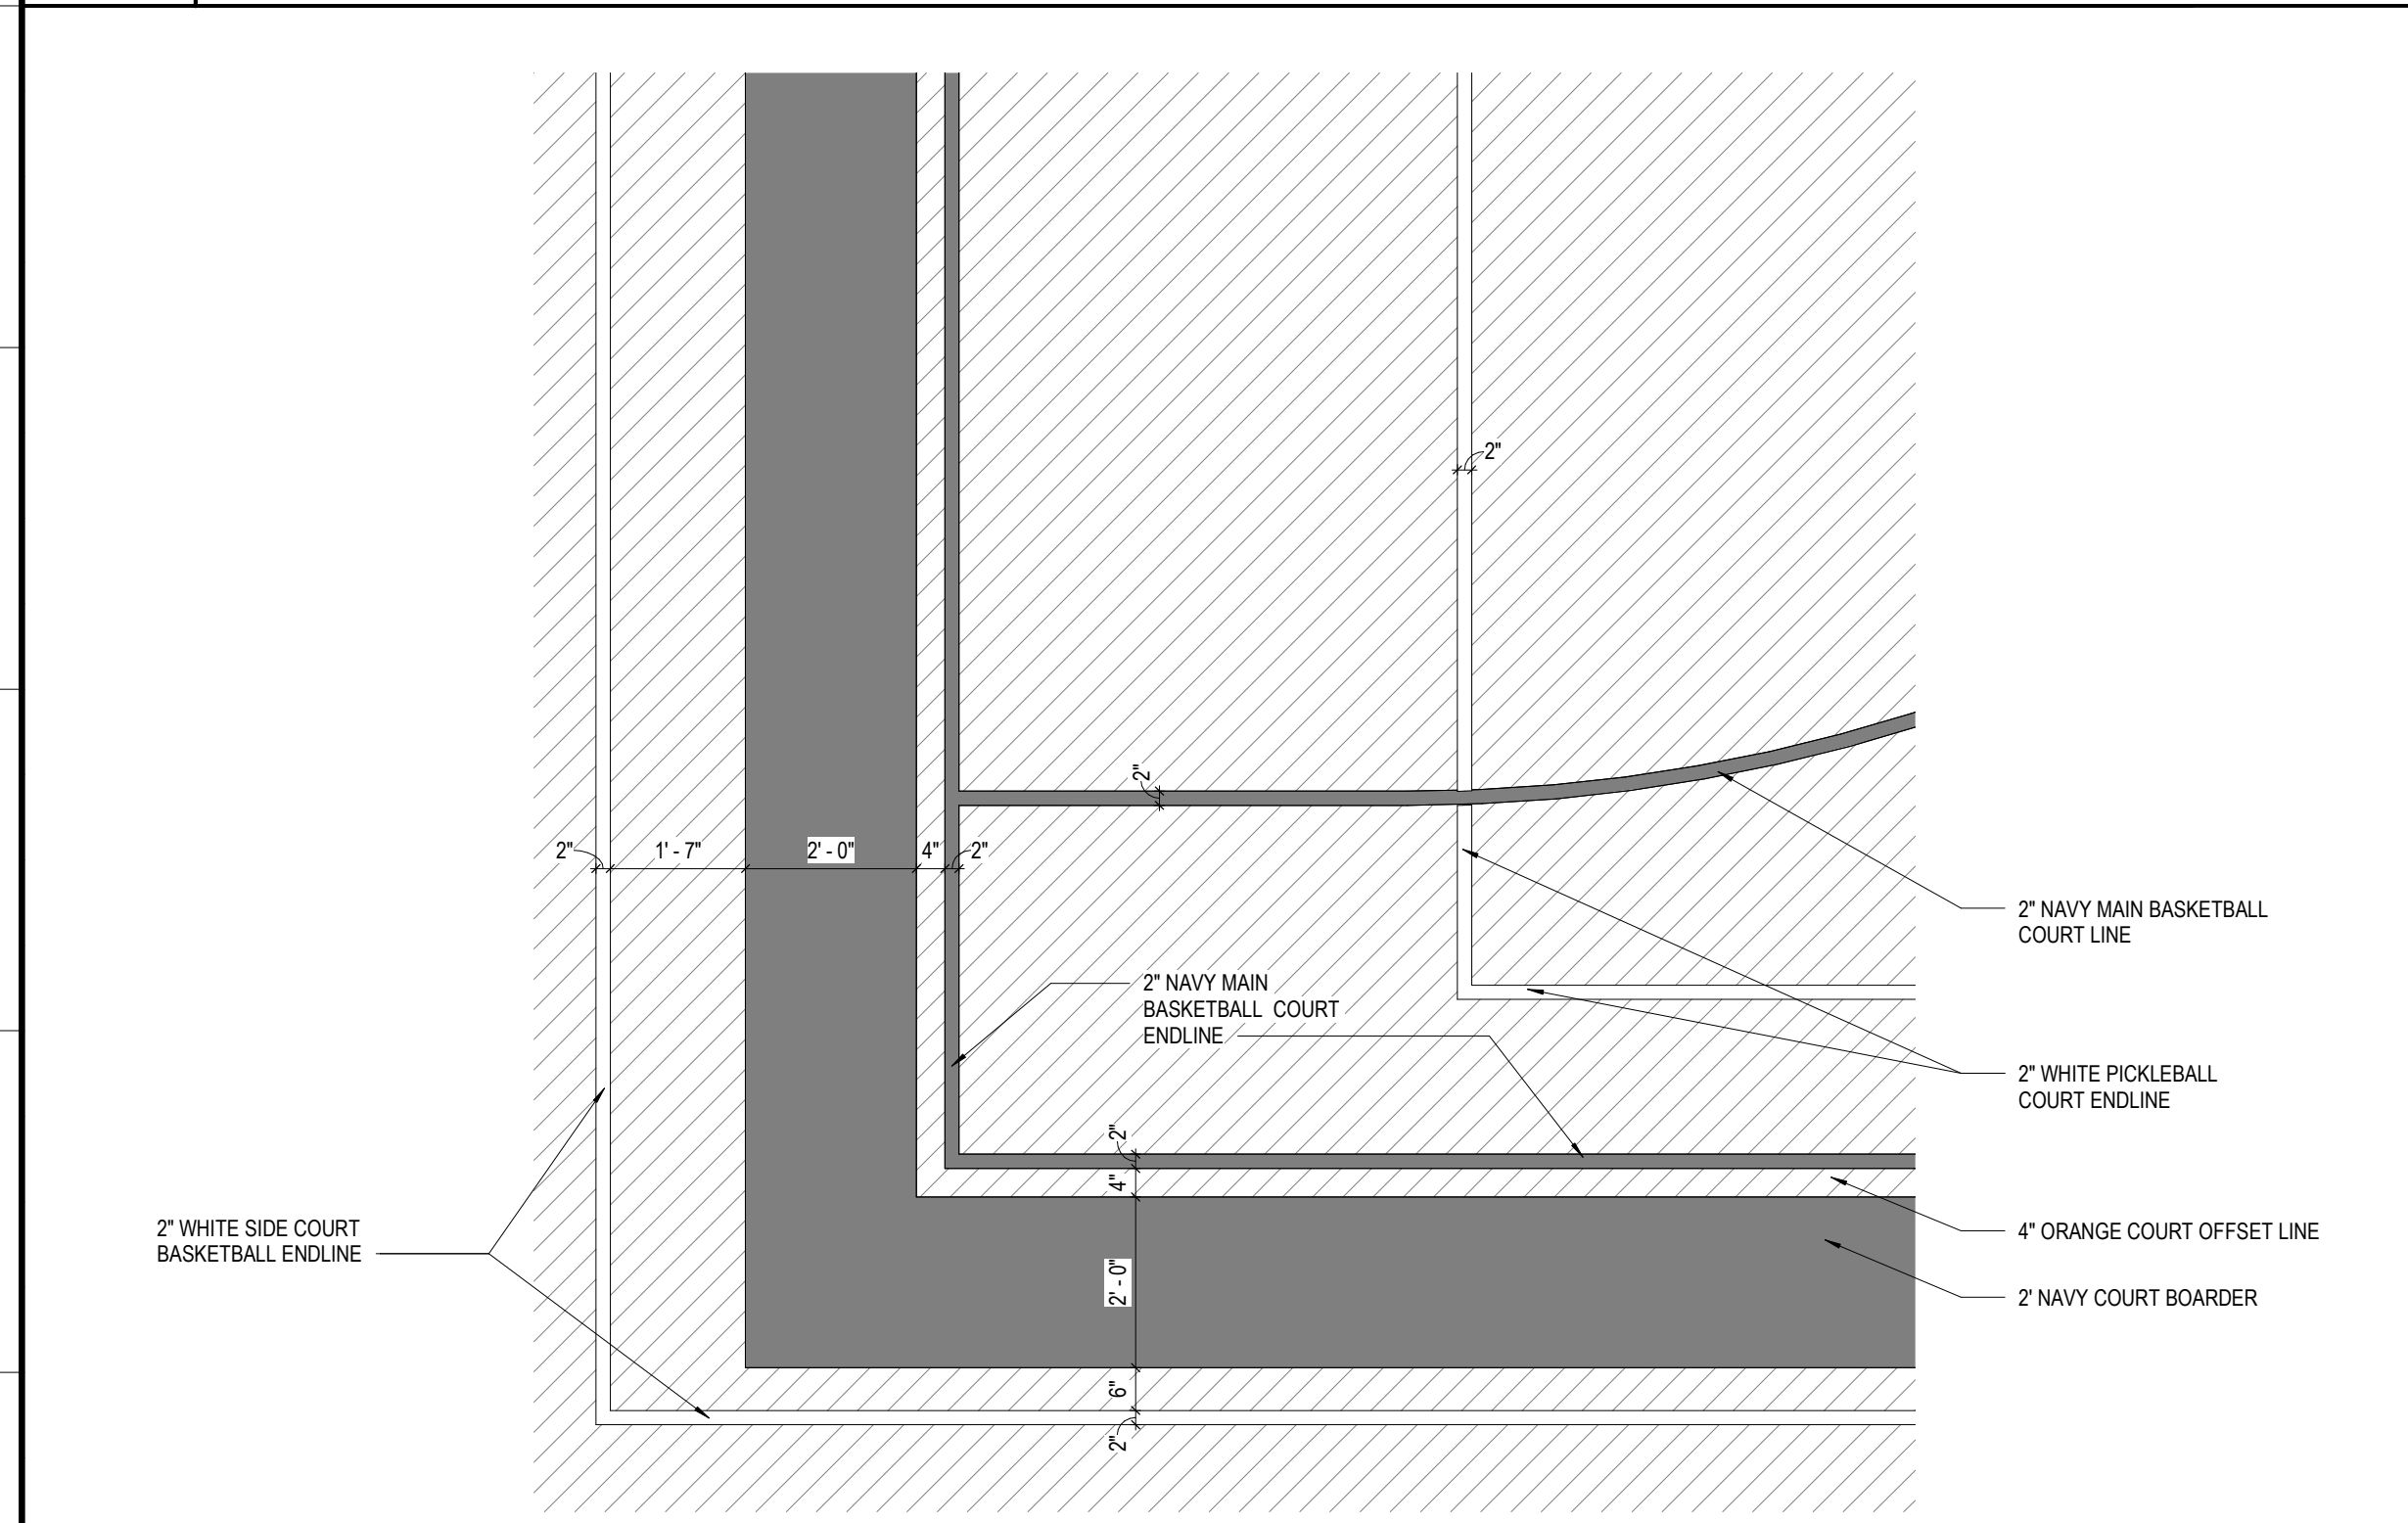 2"
2"
2"
1' - 7"
2' - 0"
4"
2"
2" NAVY MAIN BASKETBALL
COURT LINE
2" NAVY MAIN
BASKETBALL  COURT
ENDLINE
2" WHITE PICKLEBALL
COURT ENDLINE
2"
4"
2" WHITE SIDE COURT
BASKETBALL ENDLINE
4" ORANGE COURT OFFSET LINE
2' - 0"
2' NAVY COURT BOARDER
6"
2"